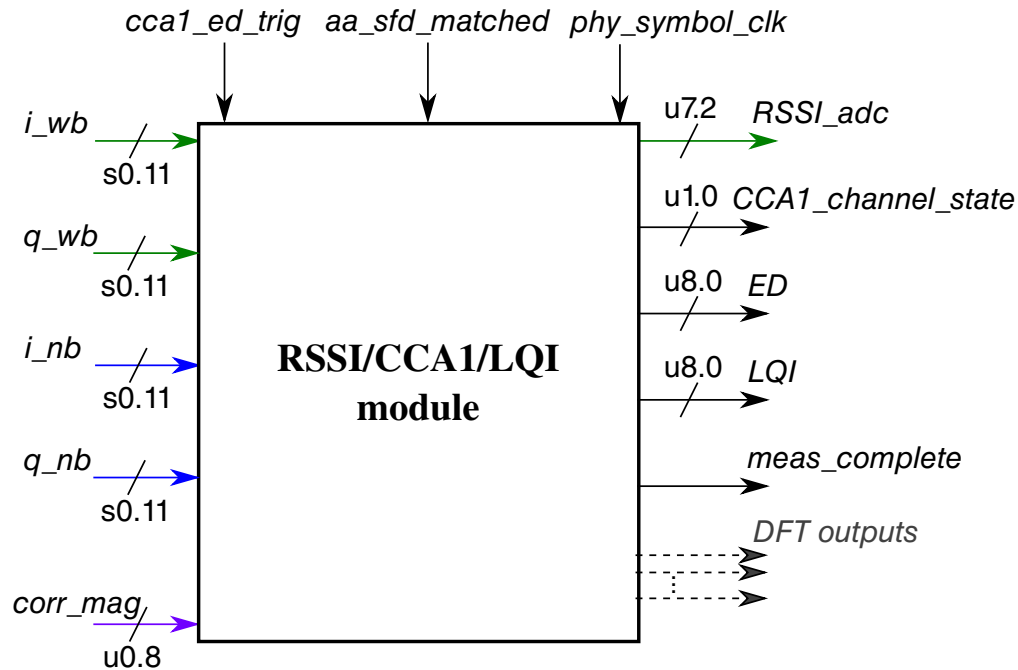 cca1_ed_trig aa_sfd_matched phy_symbol_clk
i_wb
s0.11
q_wb
s0.11
i_nb
s0.11
q_nb
s0.11
corr_mag
u0.8
RSSI/CCA1/LQI
module
u7.2 RSSI_adc
u1.0 CCA1_channel_state
u8.0 ED
u8.0 LQI
meas_complete
DFT outputs